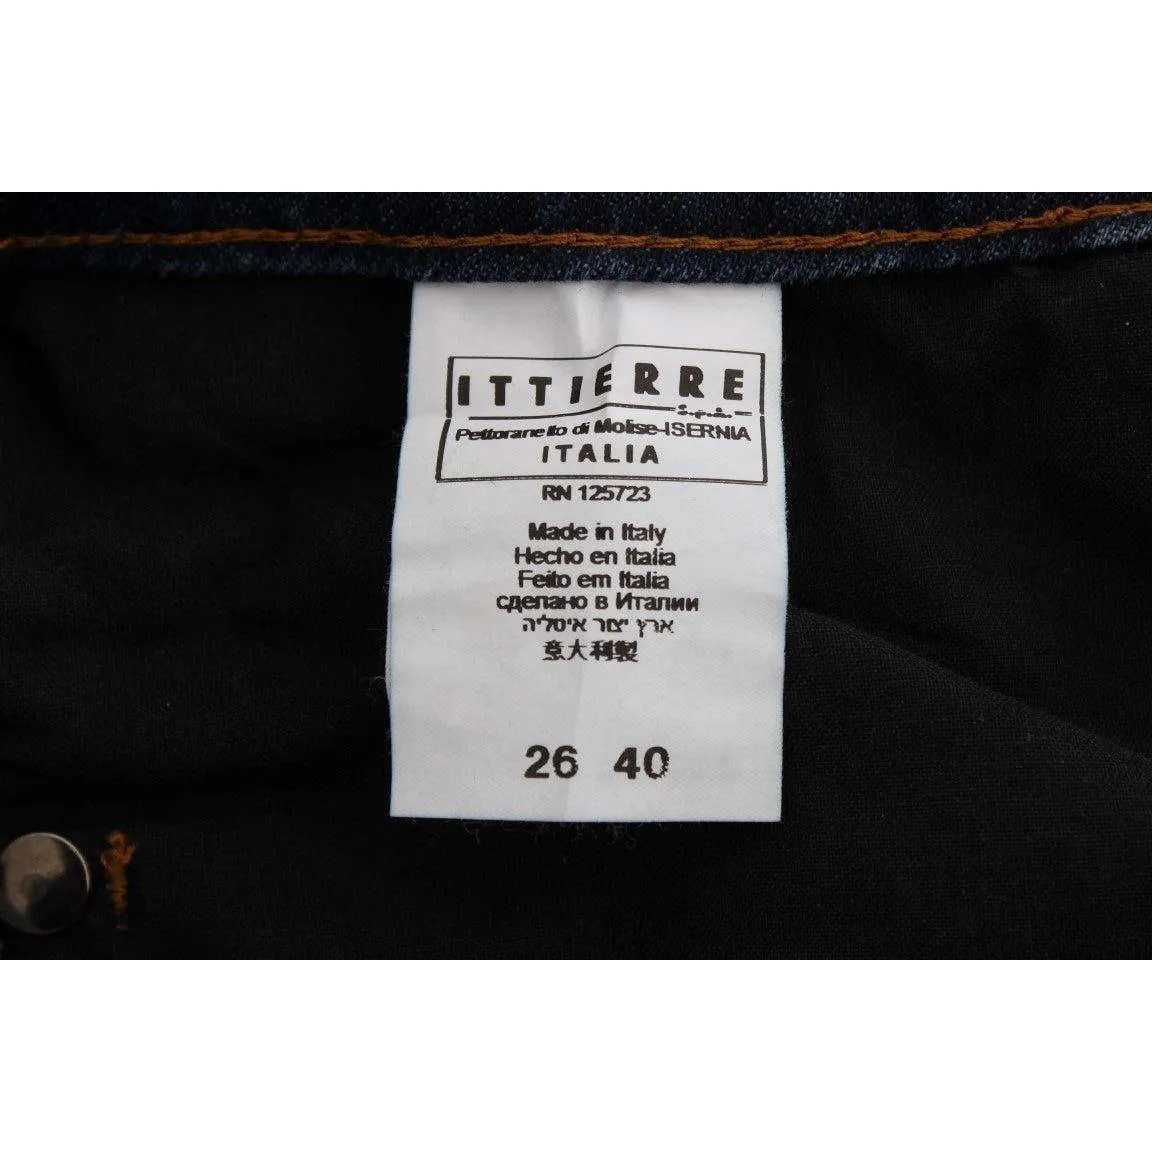 ITTIERRE
S.p.A.
Pettoranello di Molise-ISERNIA
ITALIA
RN 125723
Made in Italy
Hecho en Italia
Feito em Italia
сделано в Италии
ארץ יצור איטליה
意大利製
26 40